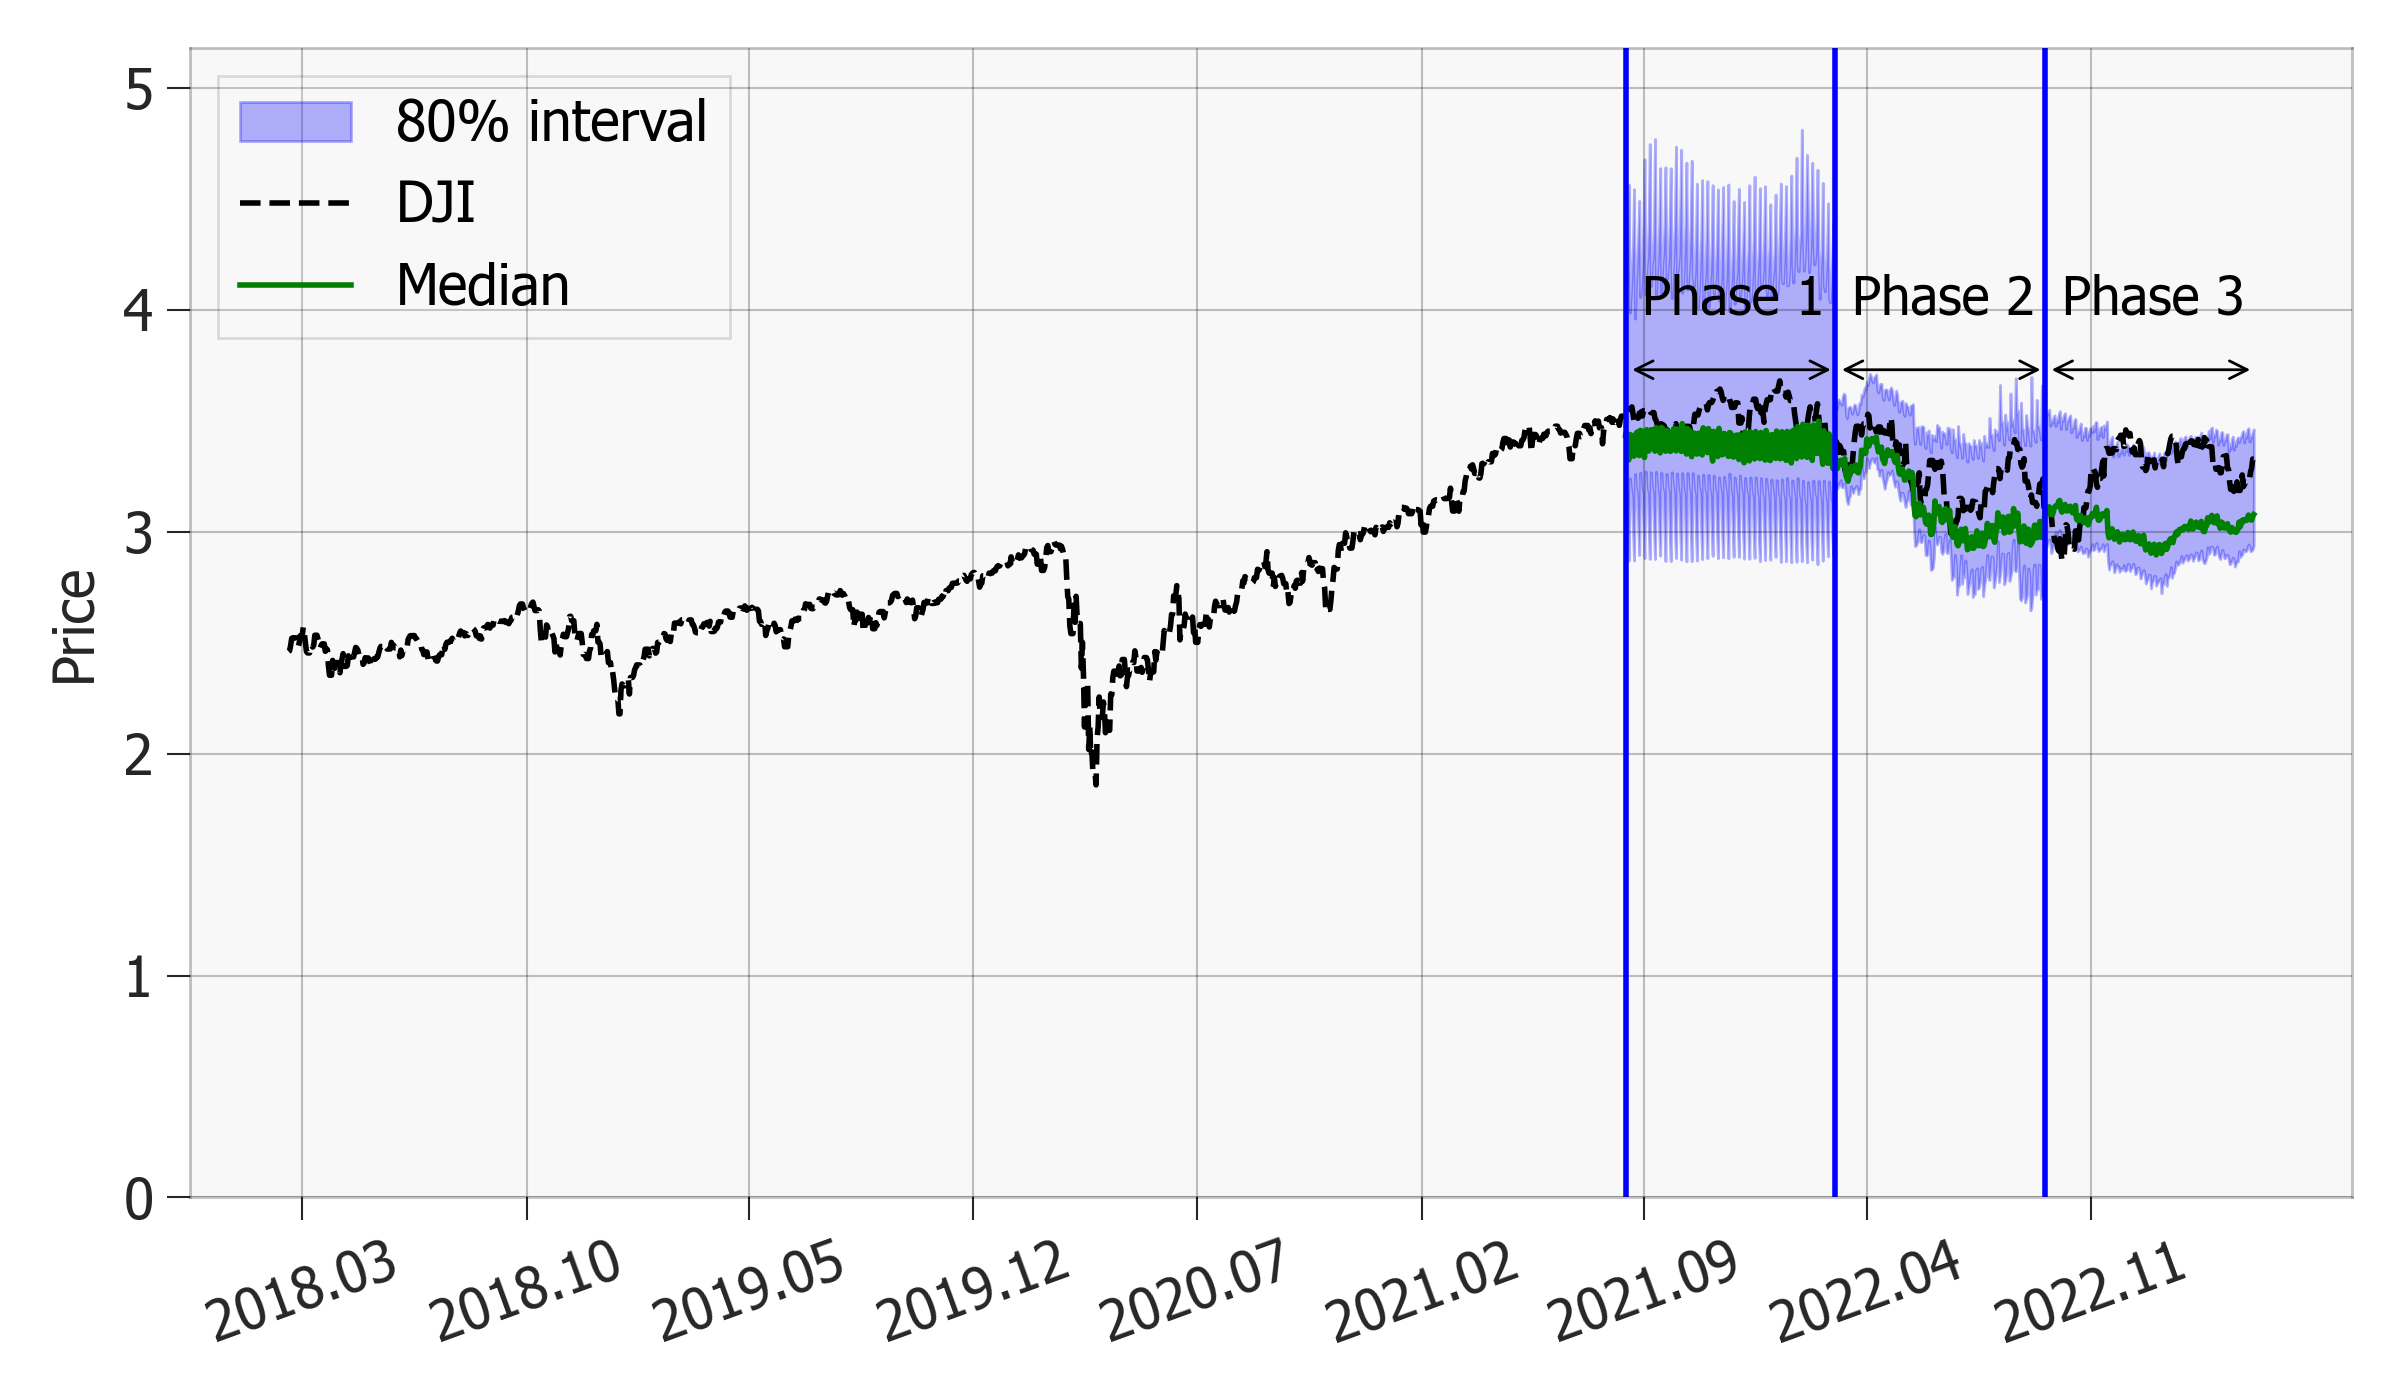 80% interval
DJI
Median
Phase 1
Phase 2
Phase 3
Price
5
4
3
2
1
0
2018.03
2018.10
2019.05
2019.12
2020.07
2021.02
2021.09
2022.04
2022.11